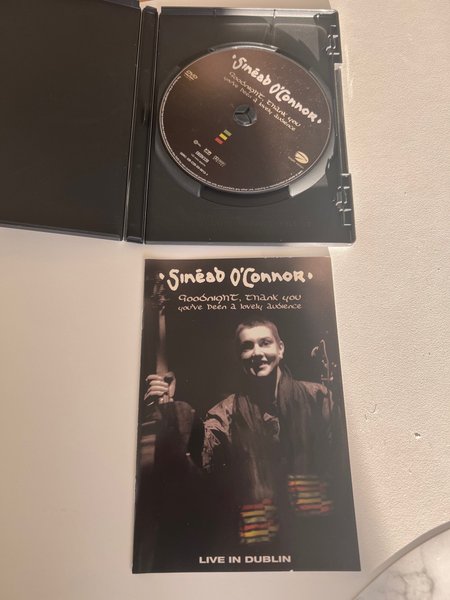 DVD
·Sinéad O'Connor·
Goodnight, thank you
you've been a lovely audience
·Sinéad O'Connor·
Goodnight, thank you
you've been a lovely audience
LIVE IN DUBLIN